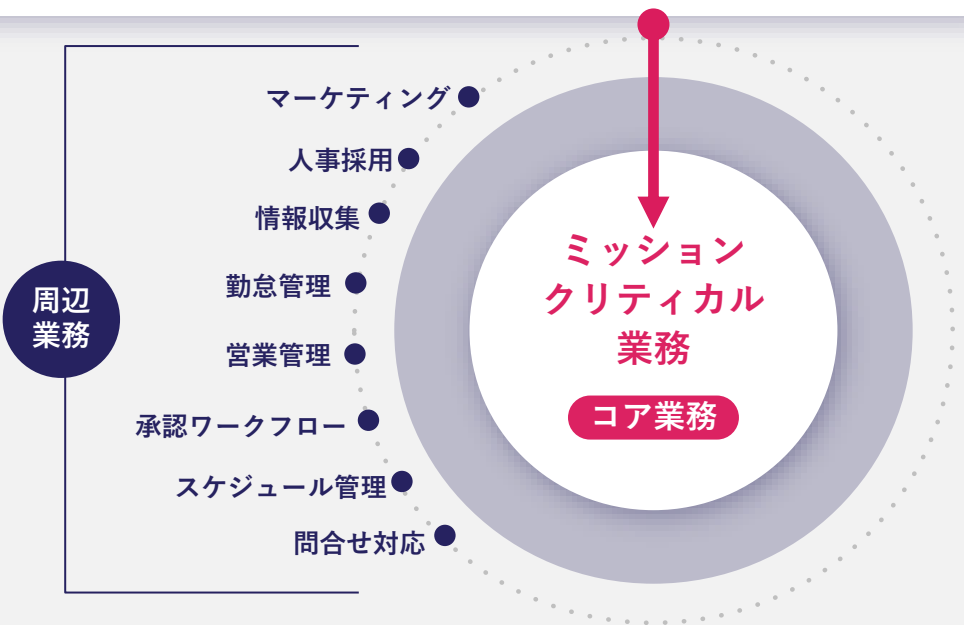 マーケティング
人事採用
情報収集
勤怠管理
営業管理
承認ワークフロー
スケジュール管理
問合せ対応
周辺
業務
ミッション
クリティカル
業務
コア業務